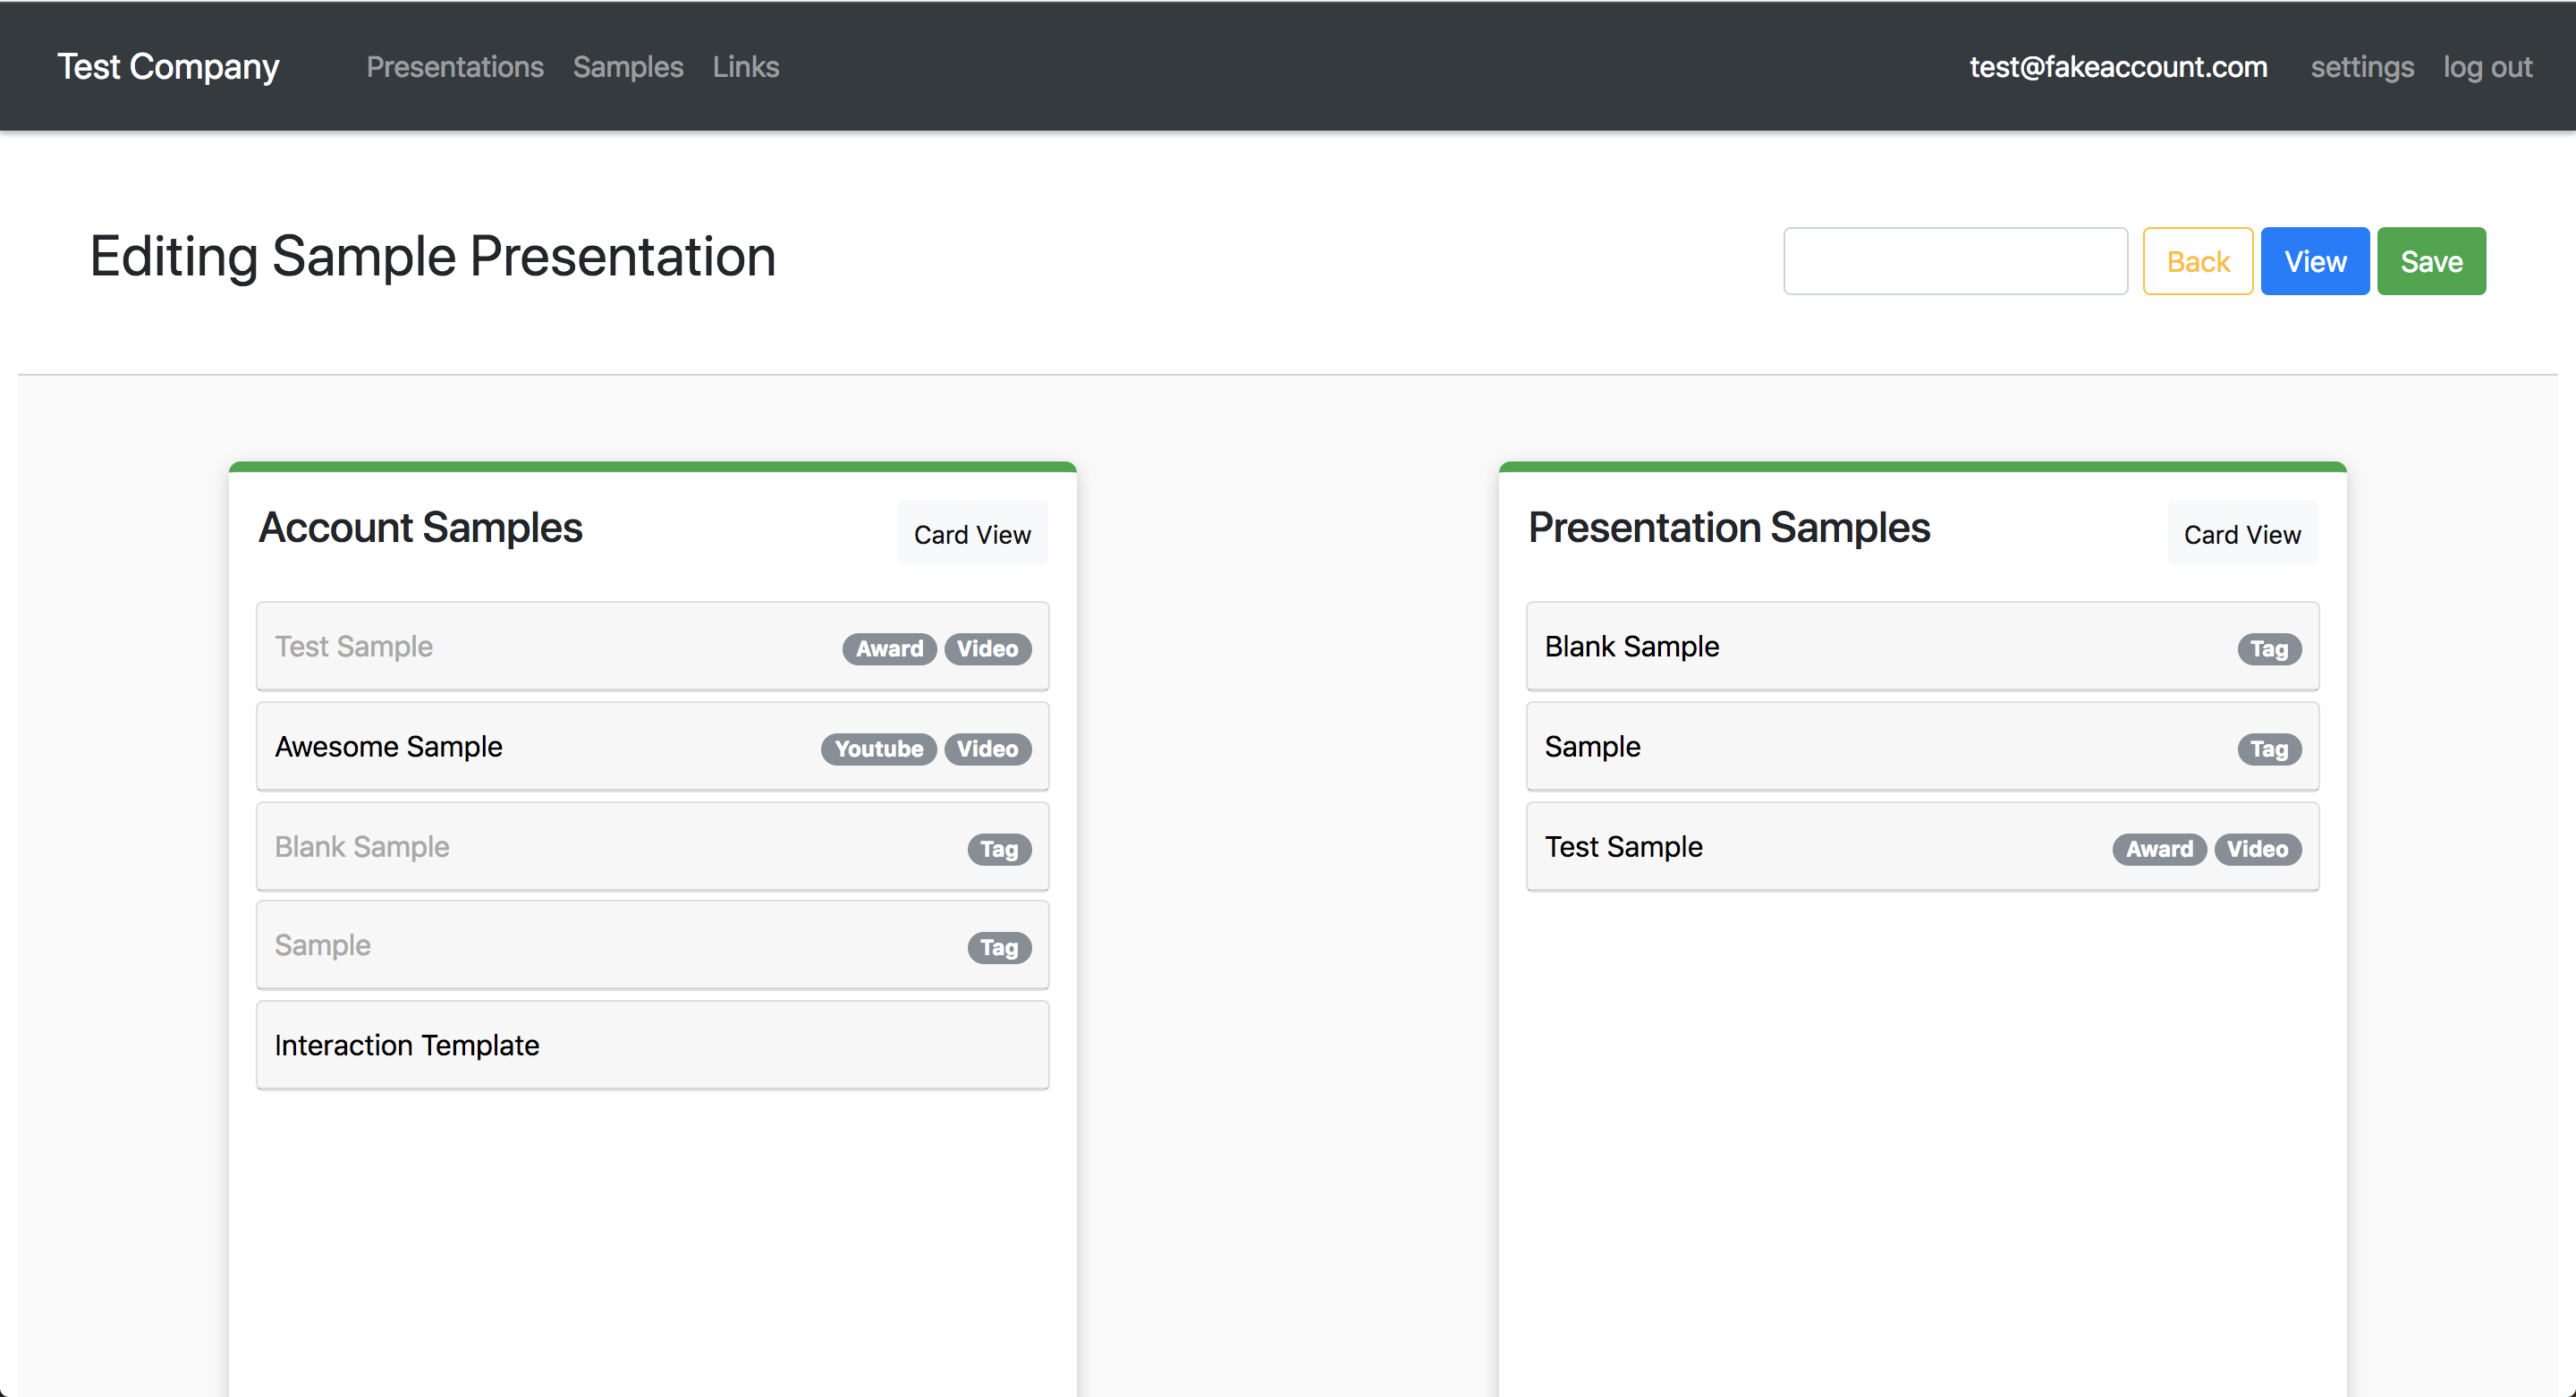 Test Company Presentations Samples Links test@fakeaccount.com settings log out
Editing Sample Presentation Back View Save
Account Samples Card View
Test Sample Award Video
Awesome Sample Youtube Video
Blank Sample Tag
Sample Tag
Interaction Template
Presentation Samples Card View
Blank Sample Tag
Sample Tag
Test Sample Award Video